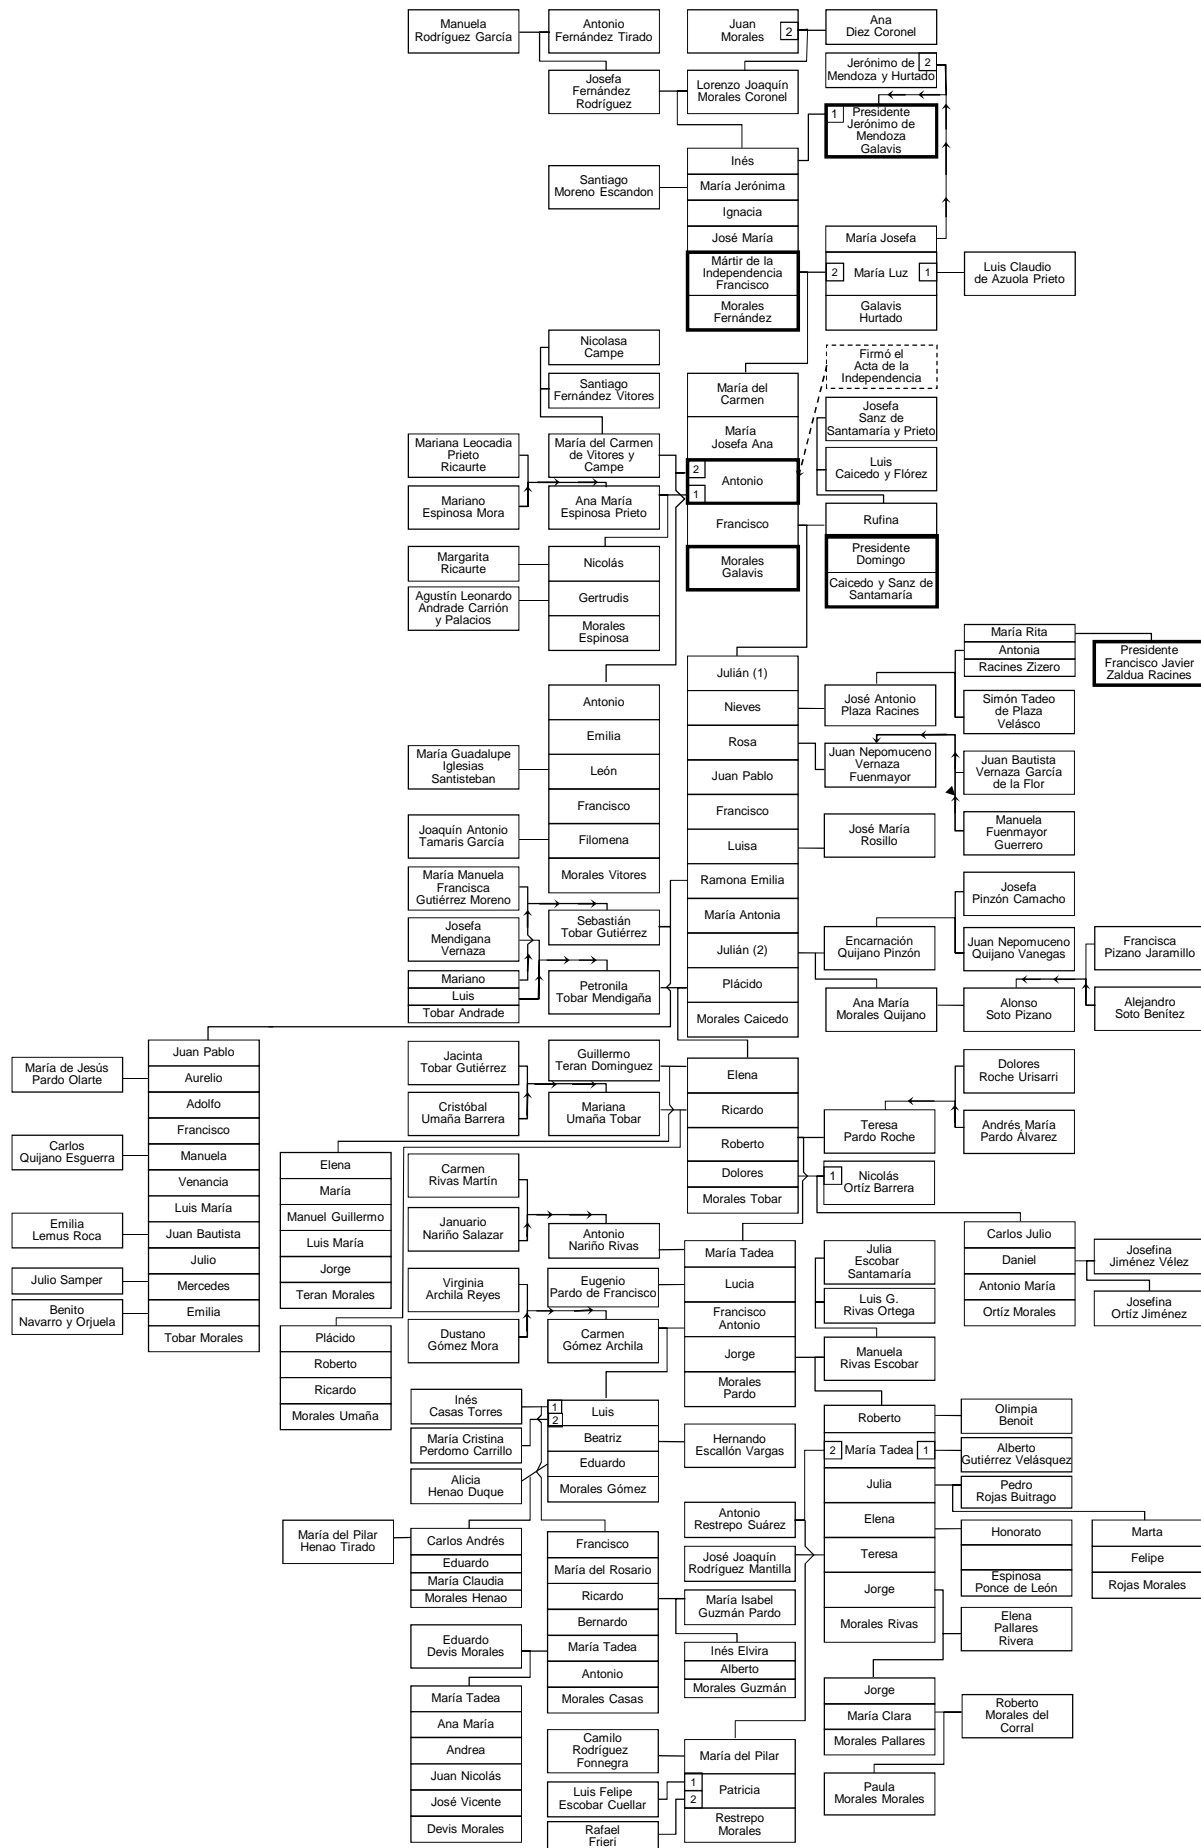 Manuela
Rodríguez García
Antonio
Fernández Tirado
Juan
Morales
2
Ana
Diez Coronel
Josefa
Fernández
Rodríguez
Lorenzo Joaquín
Morales Coronel
Jerónimo de
Mendoza y Hurtado
2
1
Presidente
Jerónimo de
Mendoza
Galavis
Santiago
Moreno Escandon
Inés
María Jerónima
Ignacia
José María
Mártir de la
Independencia
Francisco
Morales
Fernández
María Josefa
2
María Luz
1
Galavis
Hurtado
Luis Claudio
de Azuola Prieto
Nicolasa
Campe
Santiago
Fernández Vitores
Firmó el
Acta de la
Independencia
María del
Carmen
María
Josefa Ana
2
1
Antonio
Francisco
Morales
Galavis
Josefa
Sanz de
Santamaría y Prieto
Luis
Caicedo y Flórez
Rufina
Presidente
Domingo
Caicedo y Sanz de
Santamaría
Mariana Leocadia
Prieto
Ricaurte
María del Carmen
de Vitores y
Campe
Mariano
Espinosa Mora
Ana María
Espinosa Prieto
Margarita
Ricaurte
Agustín Leonardo
Andrade Carrión
y Palacios
Nicolás
Gertrudis
Morales
Espinosa
María Rita
Antonia
Racines Zizero
Presidente
Francisco Javier
Zaldua Racines
Julián (1)
Nieves
Rosa
Juan Pablo
Francisco
Luisa
Ramona Emilia
María Antonia
Julián (2)
Plácido
Morales Caicedo
José Antonio
Plaza Racines
Simón Tadeo
de Plaza
Velásco
Juan Nepomuceno
Vernaza
Fuenmayor
Juan Bautista
Vernaza García
de la Flor
Manuela
Fuenmayor
Guerrero
José María
Rosillo
Antonio
Emilia
León
Francisco
Filomena
Morales Vitores
María Guadalupe
Iglesias
Santisteban
Joaquín Antonio
Tamaris García
María Manuela
Francisca
Gutiérrez Moreno
Josefa
Mendigana
Vernaza
Mariano
Luis
Tobar Andrade
Sebastián
Tobar Gutiérrez
Petronila
Tobar Mendigaña
Encarnación
Quijano Pinzón
Josefa
Pinzón Camacho
Juan Nepomuceno
Quijano Vanegas
Francisca
Pizano Jaramillo
Ana María
Morales Quijano
Alonso
Soto Pizano
Alejandro
Soto Benítez
María de Jesús
Pardo Olarte
Carlos
Quijano Esguerra
Emilia
Lemus Roca
Julio Samper
Benito
Navarro y Orjuela
Juan Pablo
Aurelio
Adolfo
Francisco
Manuela
Venancia
Luis María
Juan Bautista
Julio
Mercedes
Emilia
Tobar Morales
Jacinta
Tobar Gutiérrez
Cristóbal
Umaña Barrera
Guillermo
Teran Dominguez
Mariana
Umaña Tobar
Elena
Ricardo
Roberto
Dolores
Morales Tobar
Teresa
Pardo Roche
Dolores
Roche Urisarri
Andrés María
Pardo Álvarez
1
Nicolás
Ortíz Barrera
Elena
María
Manuel Guillermo
Luis María
Jorge
Teran Morales
Plácido
Roberto
Ricardo
Morales Umaña
Carmen
Rivas Martín
Januario
Nariño Salazar
Antonio
Nariño Rivas
Virginia
Archila Reyes
Dustano
Gómez Mora
Eugenio
Pardo de Francisco
Carmen
Gómez Archila
María Tadea
Lucia
Francisco
Antonio
Jorge
Morales
Pardo
Julia
Escobar
Santamaría
Luis G.
Rivas Ortega
Manuela
Rivas Escobar
Carlos Julio
Daniel
Antonio María
Ortíz Morales
Josefina
Jiménez Vélez
Josefina
Ortíz Jiménez
Inés
Casas Torres
María Cristina
Perdomo Carrillo
Alicia
Henao Duque
1
2
Luis
Beatriz
Eduardo
Morales Gómez
Hernando
Escallón Vargas
Roberto
2
María Tadea
1
Julia
Elena
Teresa
Jorge
Morales Rivas
Olimpia
Benoit
Alberto
Gutiérrez Velásquez
Pedro
Rojas Buitrago
Honorato
Espinosa
Ponce de León
Marta
Felipe
Rojas Morales
Elena
Pallares
Rivera
María del Pilar
Henao Tirado
Carlos Andrés
Eduardo
María Claudia
Morales Henao
Francisco
María del Rosario
Ricardo
Bernardo
María Tadea
Antonio
Morales Casas
Antonio
Restrepo Suárez
José Joaquín
Rodríguez Mantilla
María Isabel
Guzmán Pardo
Inés Elvira
Alberto
Morales Guzmán
Eduardo
Devis Morales
María Tadea
Ana María
Andrea
Juan Nicolás
José Vicente
Devis Morales
Jorge
María Clara
Morales Pallares
Roberto
Morales del
Corral
Paula
Morales Morales
Camilo
Rodríguez
Fonnegra
Luis Felipe
Escobar Cuellar
Rafael
Frieri
María del Pilar
1
2
Patricia
Restrepo
Morales